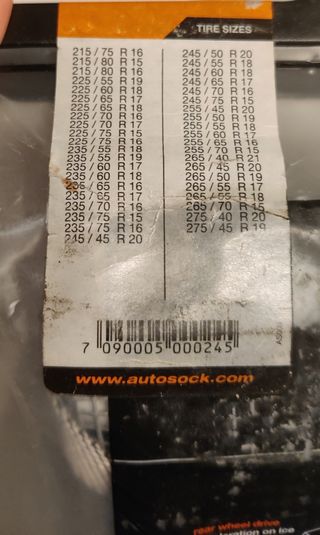 TIRE SIZES
215 / 75 R 16
215 / 80 R 15
215 / 80 R 16
225 / 55 R 19
225 / 60 R 18
225 / 65 R 17
225 / 65 R 18
225 / 70 R 16
225 / 70 R 17
225 / 75 R 15
225 / 75 R 16
235 / 55 R 18
235 / 55 R 19
235 / 60 R 17
235 / 60 R 18
235 / 65 R 16
235 / 65 R 17
235 / 70 R 16
235 / 75 R 15
235 / 75 R 16
245 / 45 R 20
245 / 50 R 20
245 / 55 R 18
245 / 60 R 18
245 / 65 R 17
245 / 70 R 16
245 / 75 R 16
255 / 45 R 20
255 / 50 R 19
255 / 55 R 18
255 / 60 R 17
255 / 65 R 16
255 / 70 R 15
265 / 40 R 21
265 / 45 R 20
265 / 50 R 19
265 / 55 R 17
265 / 55 R 18
265 / 70 R 15
275 / 40 R 20
275 / 45 R 19
7 090005 000245
www.autosock.com
rear wheel drive
on ice